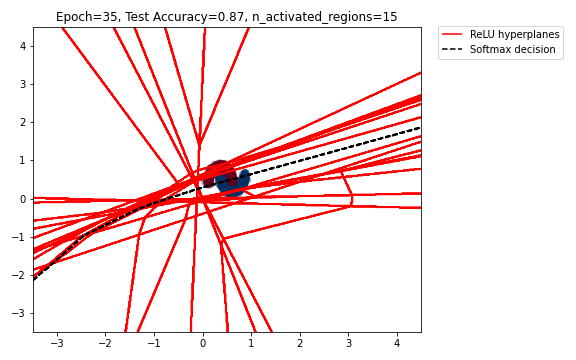 Epoch=35, Test Accuracy=0.87, n_activated_regions=15
ReLU hyperplanes
Softmax decision
4
3
2
1
0
−1
−2
−3
−3 −2 −1 0 1 2 3 4